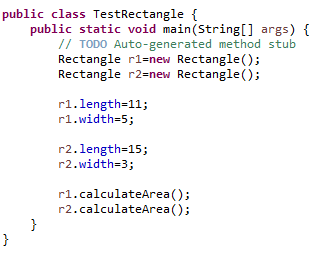 public class TestRectangle {
    public static void main(String[] args) {
        // TODO Auto-generated method stub
        Rectangle r1=new Rectangle();
        Rectangle r2=new Rectangle();

        r1.length=11;
        r1.width=5;

        r2.length=15;
        r2.width=3;

        r1.calculateArea();
        r2.calculateArea();
    }
}